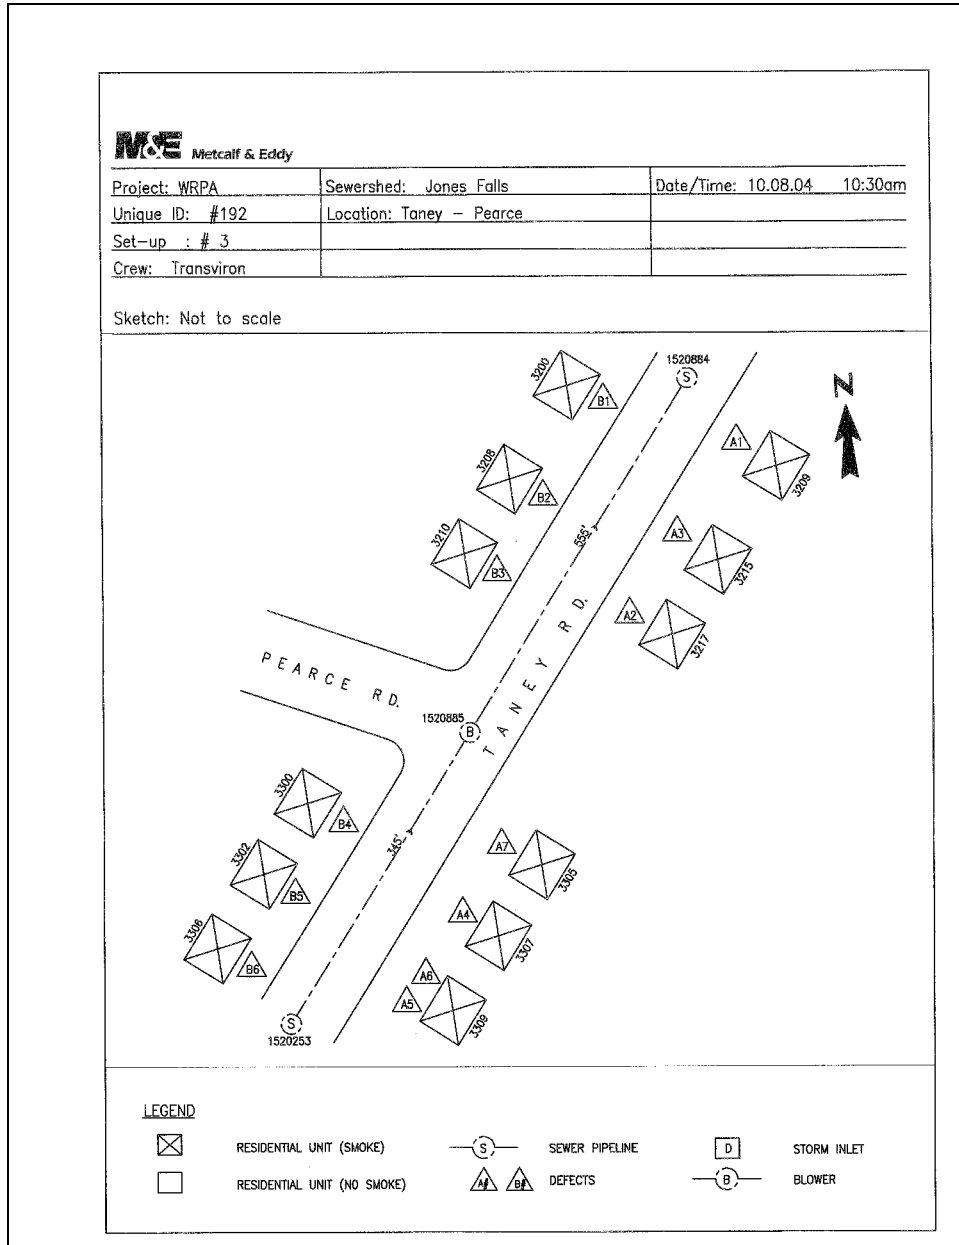 M&E Metcalf & Eddy
Project: WRPA Sewershed: Jones Falls Date/Time: 10.08.04 10:30am
Unique ID: #192 Location: Taney - Pearce
Set-up : # 3
Crew: Transviron
Sketch: Not to scale
1520884
S
N
3200
B1
A1
3209
3208
B2
555'
A3
3215
3210
B3
A2
3217
PEARCE RD.
TANEY RD.
1520885
B
3300
B4
345'
A7
3305
3302
B5
A4
3307
3306
B6
A6
A5
3309
S
1520253
LEGEND
RESIDENTIAL UNIT (SMOKE) S SEWER PIPELINE D STORM INLET
RESIDENTIAL UNIT (NO SMOKE) A# B# DEFECTS B BLOWER